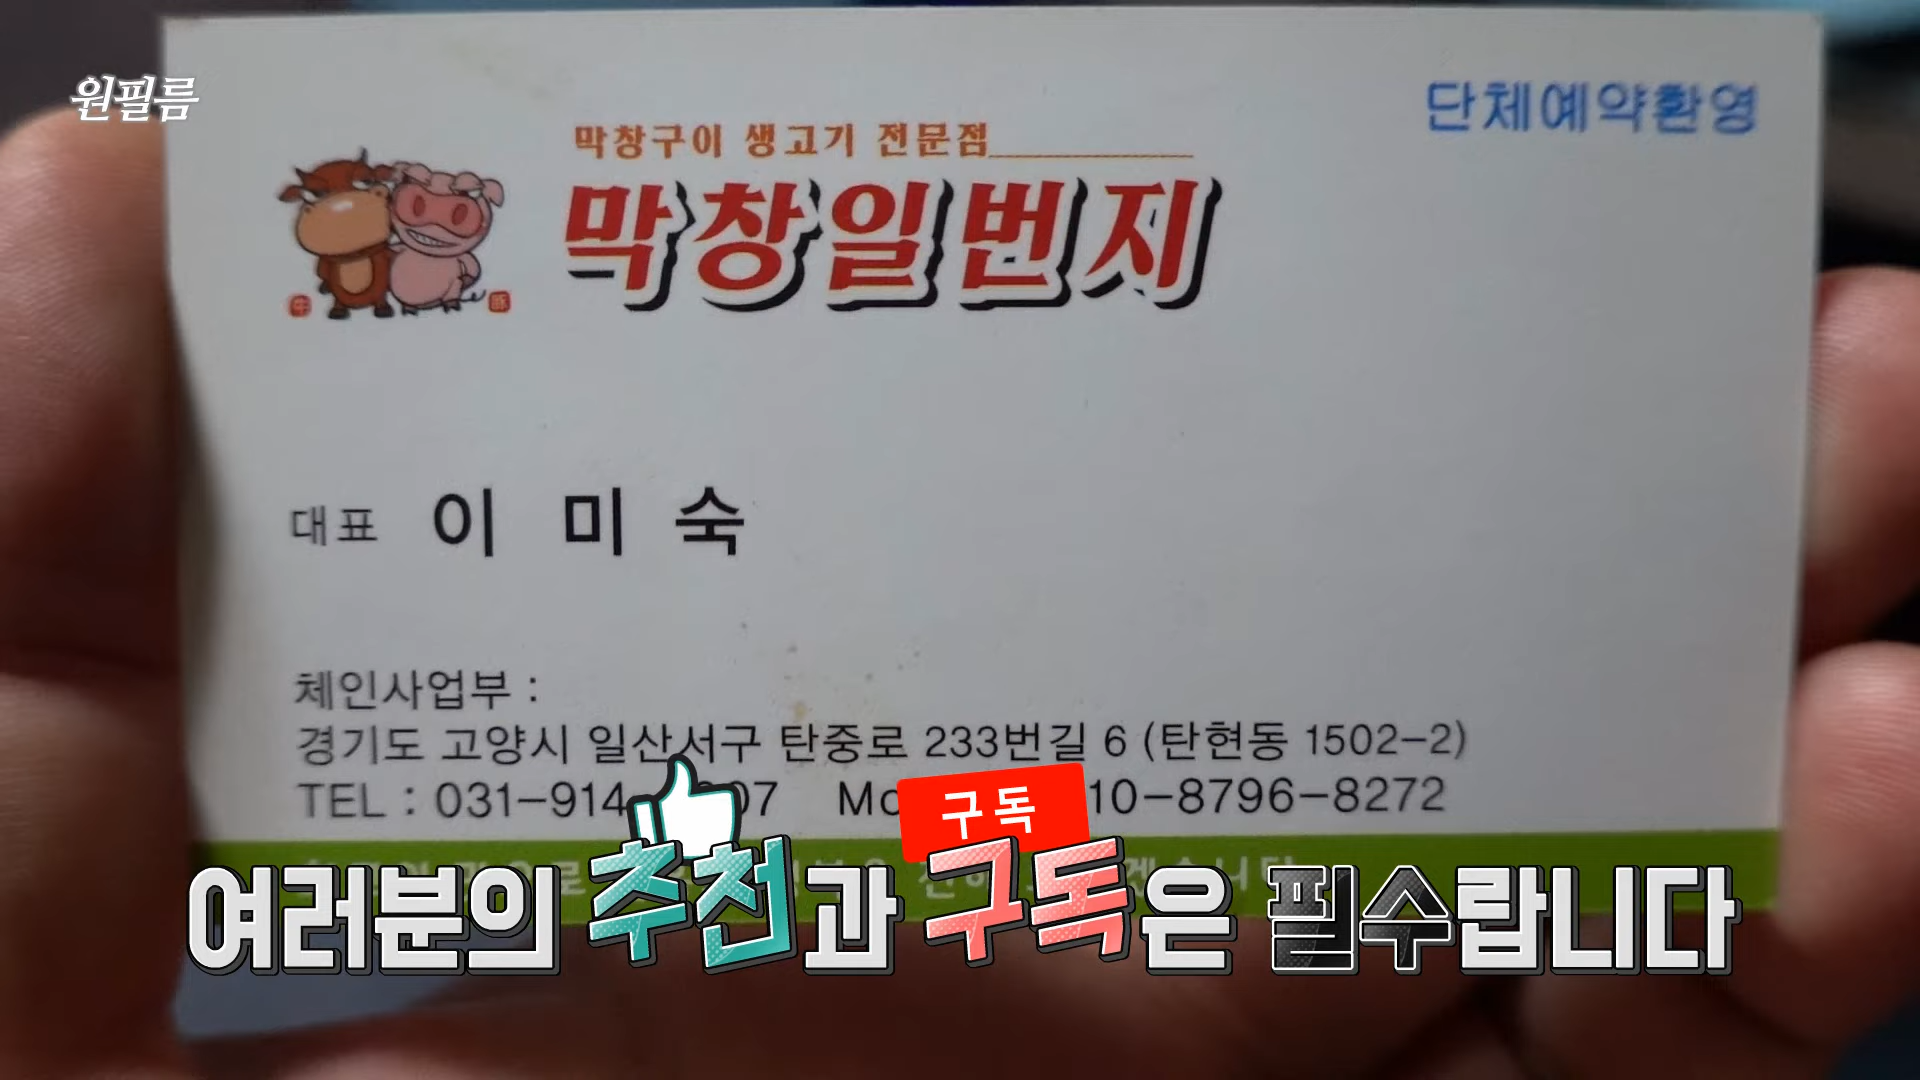 원필름
단체예약환영
막창구이 생고기 전문점
막창일번지
牛 豚
대표 이 미 숙
체인사업부 :
경기도 고양시 일산서구 탄중로 233번길 6 (탄현동 1502-2)
TEL : 031-914 07 10-8796-8272
구독
여러분의 추천과 구독은 필수랍니다